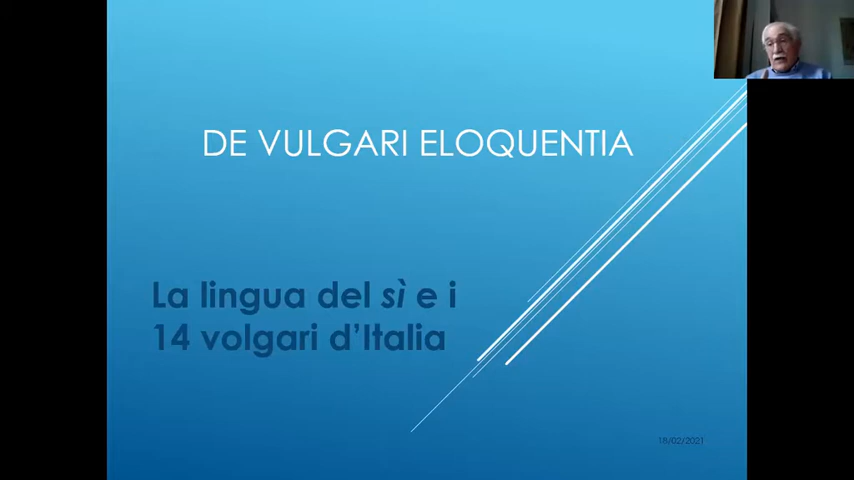 DE VULGARI ELOQUENTIA
La lingua del sì e i
14 volgari d'Italia
18/02/2021